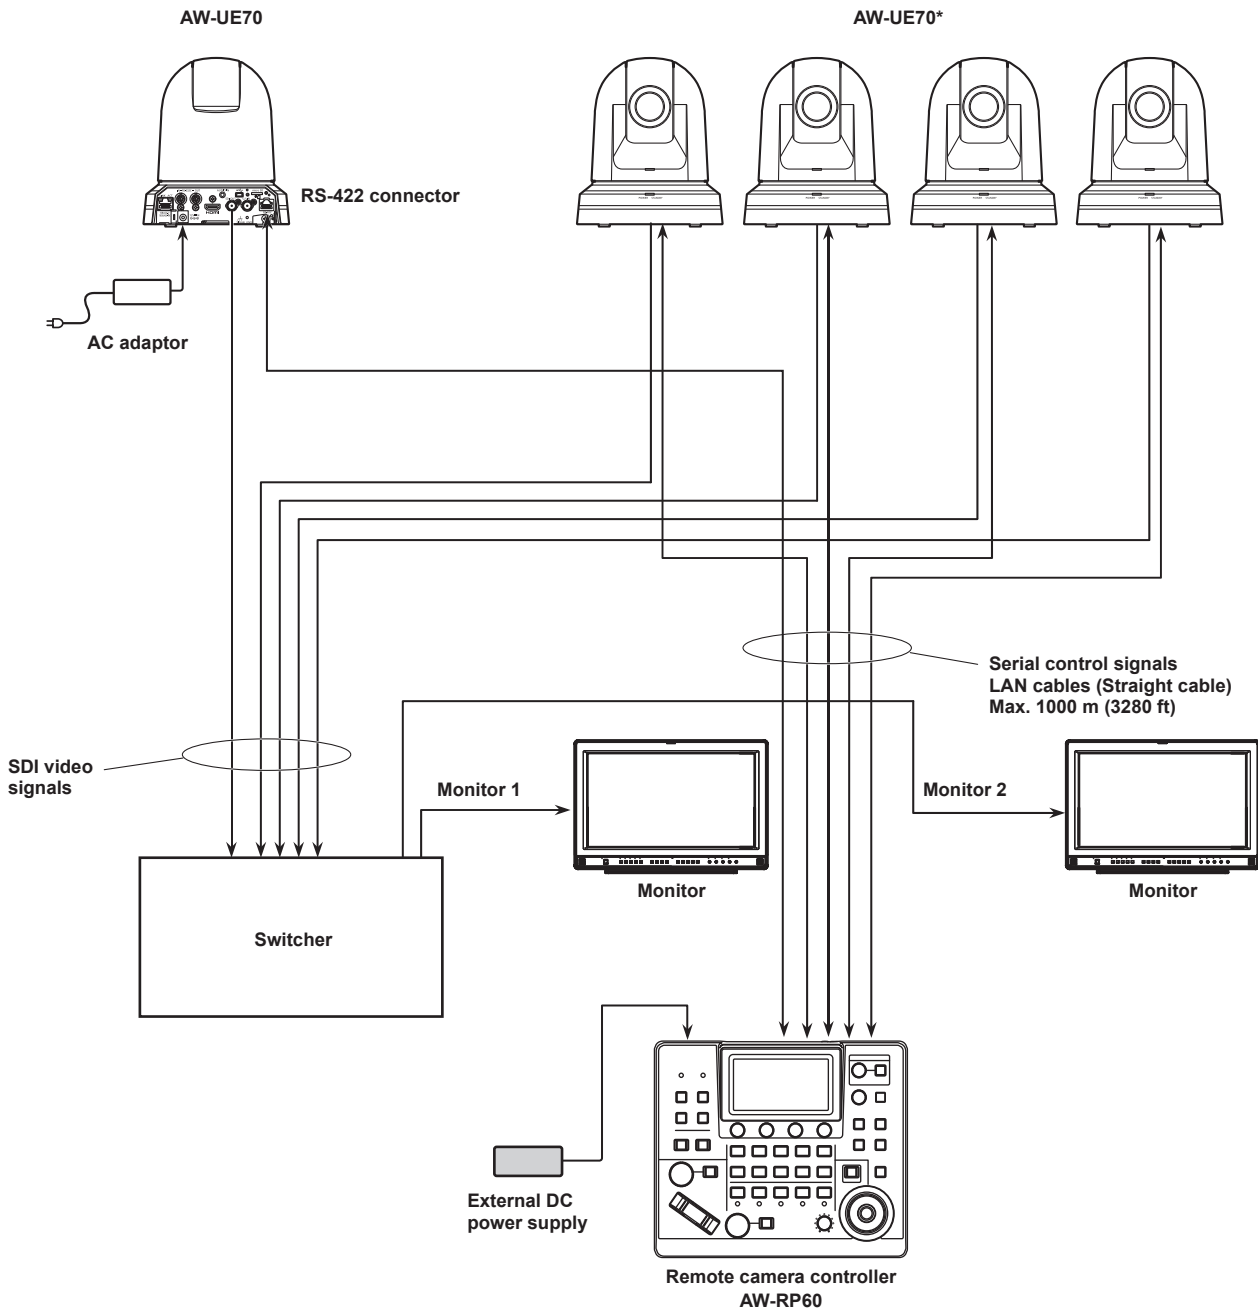 AW-UE70
AW-UE70*
RS-422 connector
AC adaptor
Serial control signals
LAN cables (Straight cable)
Max. 1000 m (3280 ft)
SDI video
signals
Monitor 1
Monitor 2
Monitor
Monitor
Switcher
External DC
power supply
Remote camera controller
AW-RP60